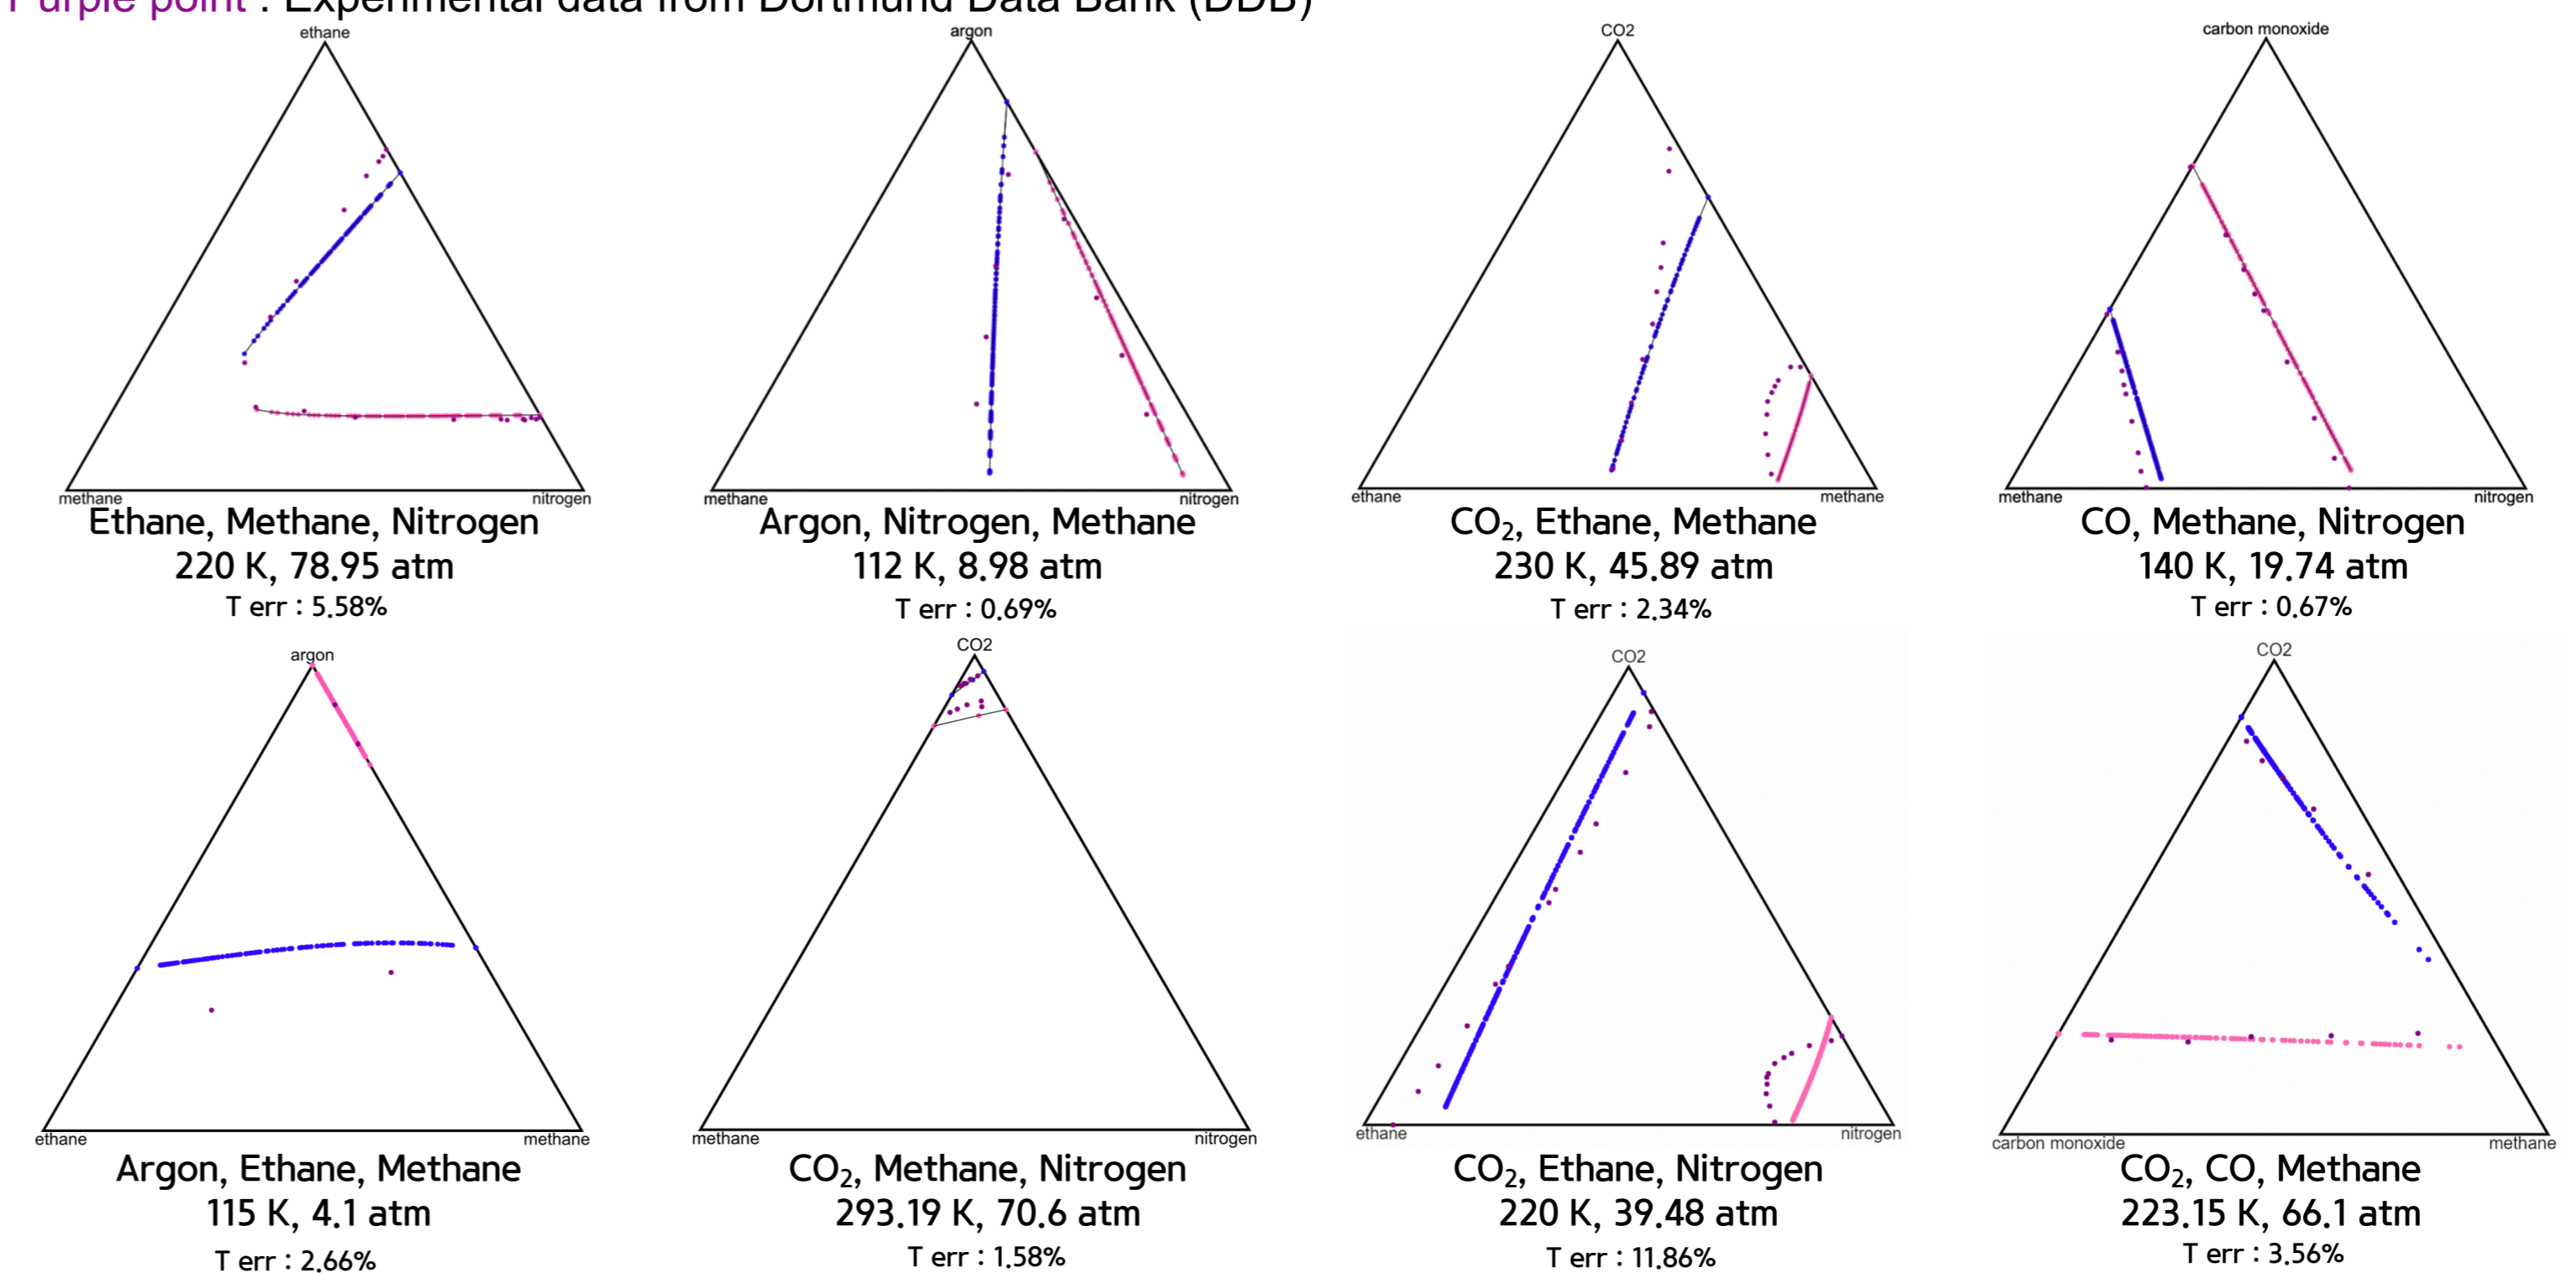 Purple point : Experimental data from Dortmund Data Bank (DDB)
ethane
methane
nitrogen
Ethane, Methane, Nitrogen
220 K, 78.95 atm
T err : 5.58%
argon
methane
nitrogen
Argon, Nitrogen, Methane
112 K, 8.98 atm
T err : 0.69%
CO2
ethane
methane
CO₂, Ethane, Methane
230 K, 45.89 atm
T err : 2.34%
carbon monoxide
methane
nitrogen
CO, Methane, Nitrogen
140 K, 19.74 atm
T err : 0.67%
argon
ethane
methane
Argon, Ethane, Methane
115 K, 4.1 atm
T err : 2.66%
CO2
methane
nitrogen
CO₂, Methane, Nitrogen
293.19 K, 70.6 atm
T err : 1.58%
CO2
ethane
nitrogen
CO₂, Ethane, Nitrogen
220 K, 39.48 atm
T err : 11.86%
CO2
carbon monoxide
methane
CO₂, CO, Methane
223.15 K, 66.1 atm
T err : 3.56%